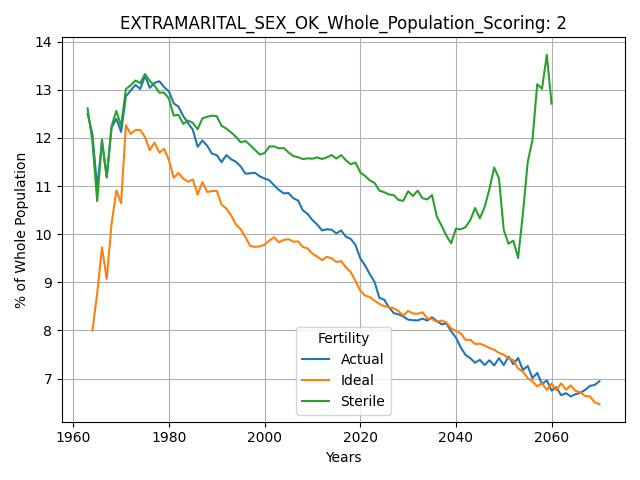 EXTRAMARITAL_SEX_OK_Whole_Population_Scoring: 2
14
13
12
11
10
9
8
7
% of Whole Population
Fertility
Actual
Ideal
Sterile
1960 1980 2000 2020 2040 2060
Years